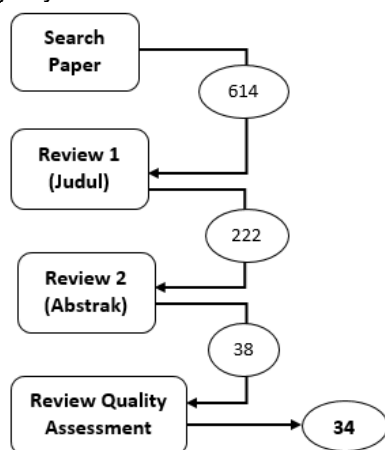 Search
Paper
614
Review 1
(Judul)
222
Review 2
(Abstrak)
38
Review Quality
Assessment
34